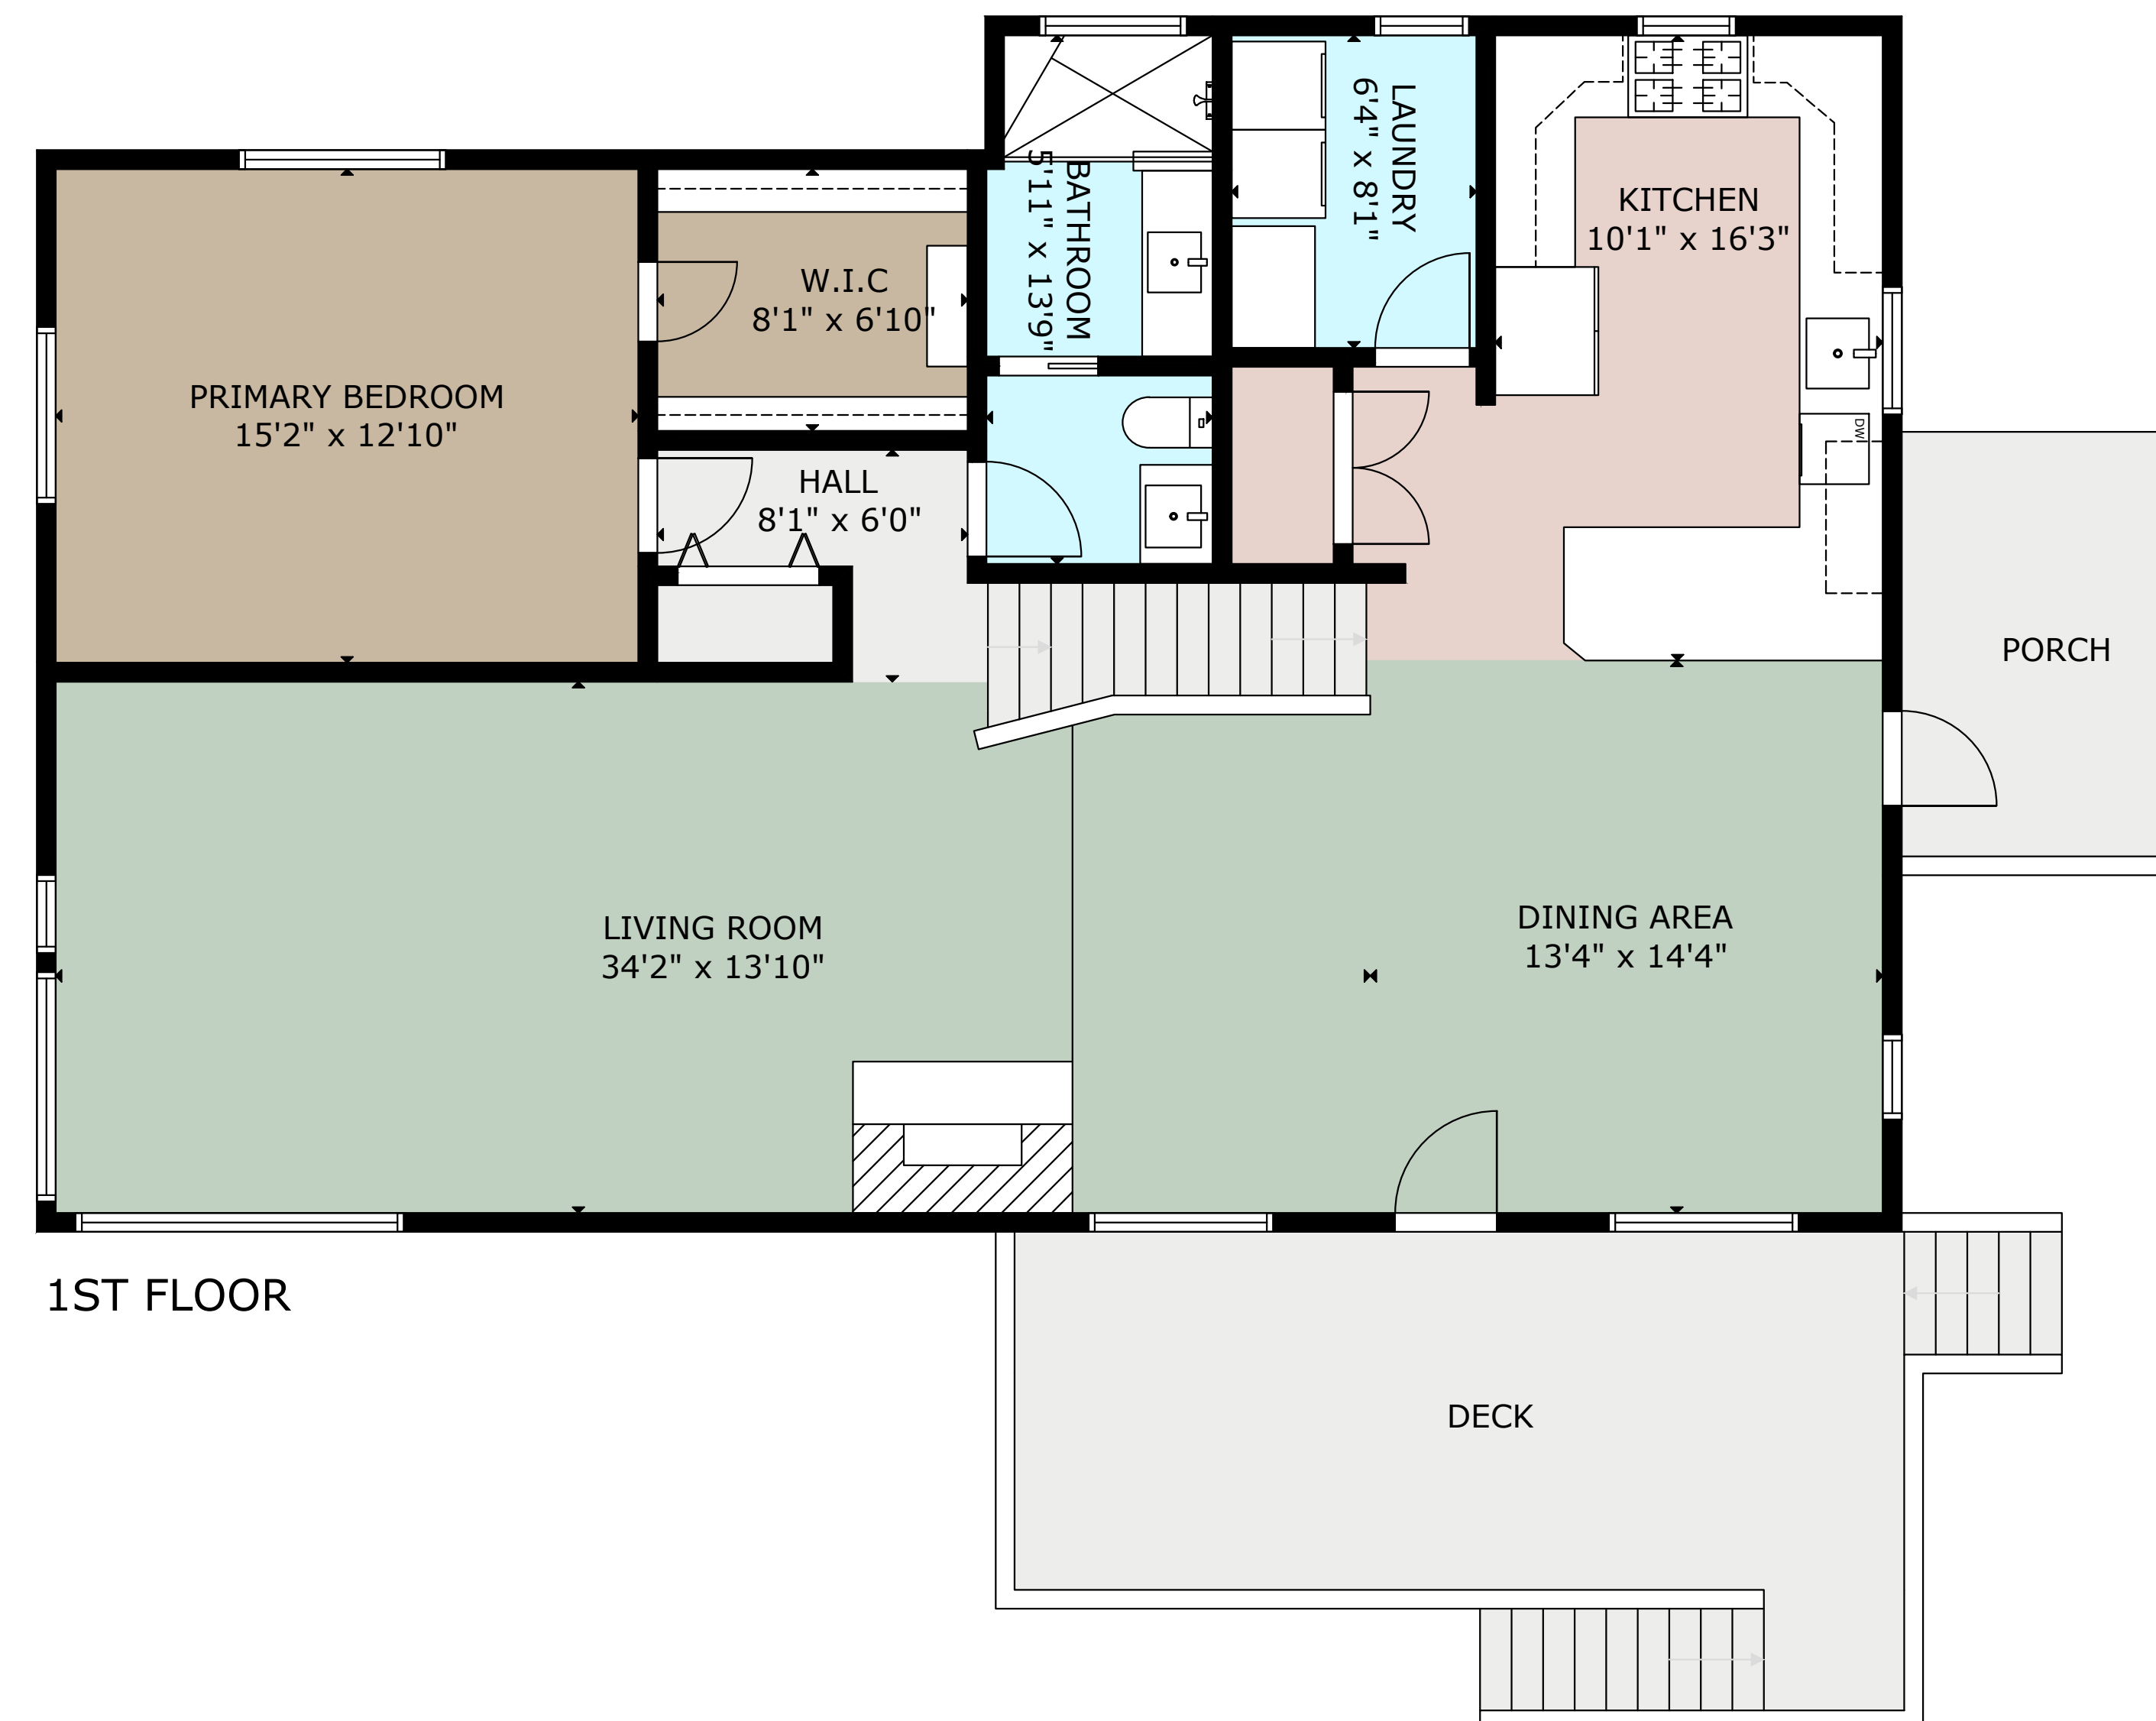 LAUNDRY
6'4" x 8'1"
BATHROOM
5'11" x 13'9"
KITCHEN
10'1" x 16'3"
W.I.C
8'1" x 6'10"
PRIMARY BEDROOM
15'2" x 12'10"
DW
HALL
8'1" x 6'0"
PORCH
LIVING ROOM
34'2" x 13'10"
DINING AREA
13'4" x 14'4"
1ST FLOOR
DECK